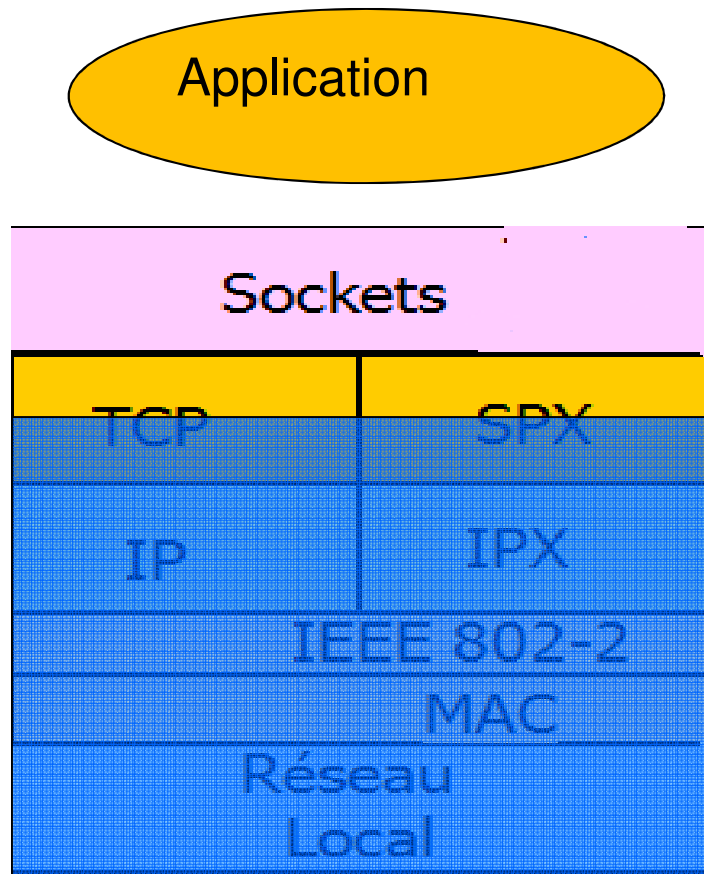 Application
Sockets
TCP SPX
IP IPX
IEEE 802-2
MAC
Réseau
Local